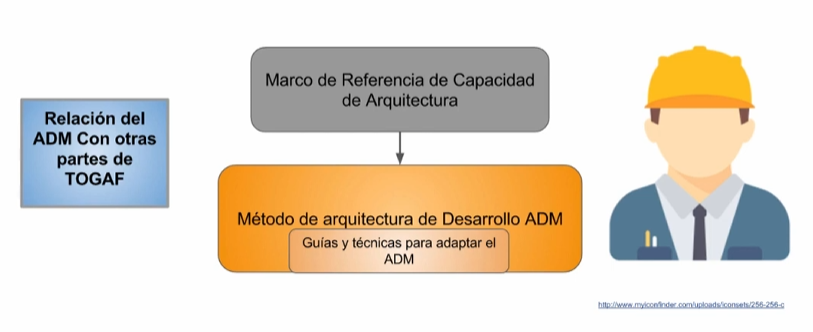 Relación del
ADM Con otras
partes de
TOGAF
Marco de Referencia de Capacidad
de Arquitectura
Método de arquitectura de Desarrollo ADM
Guías y técnicas para adaptar el
ADM
http://www.myiconfinder.com/uploads/iconsets/256-256-c